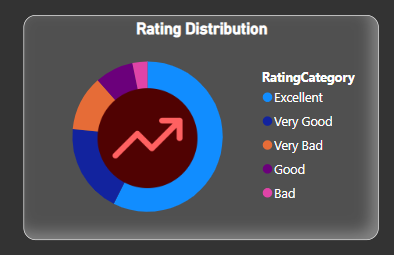 Rating Distribution
RatingCategory
Excellent
Very Good
Very Bad
Good
Bad